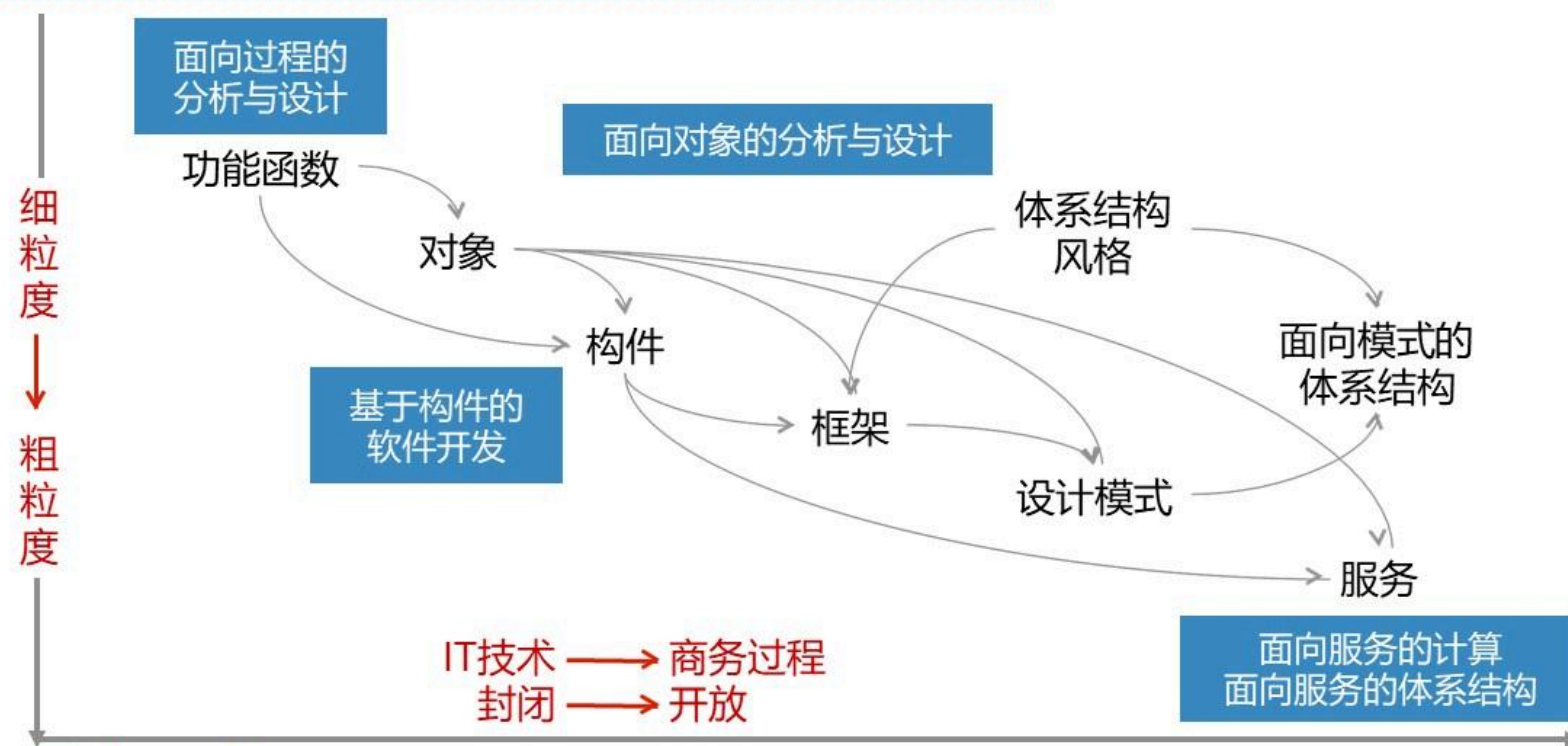 面向过程的
分析与设计
面向对象的分析与设计
功能函数
体系结构
风格
细
粒
度
对象
构件
面向模式的
体系结构
基于构件的
软件开发
框架
粗
粒
度
设计模式
服务
IT技术
商务过程
封闭
开放
面向服务的计算
面向服务的体系结构